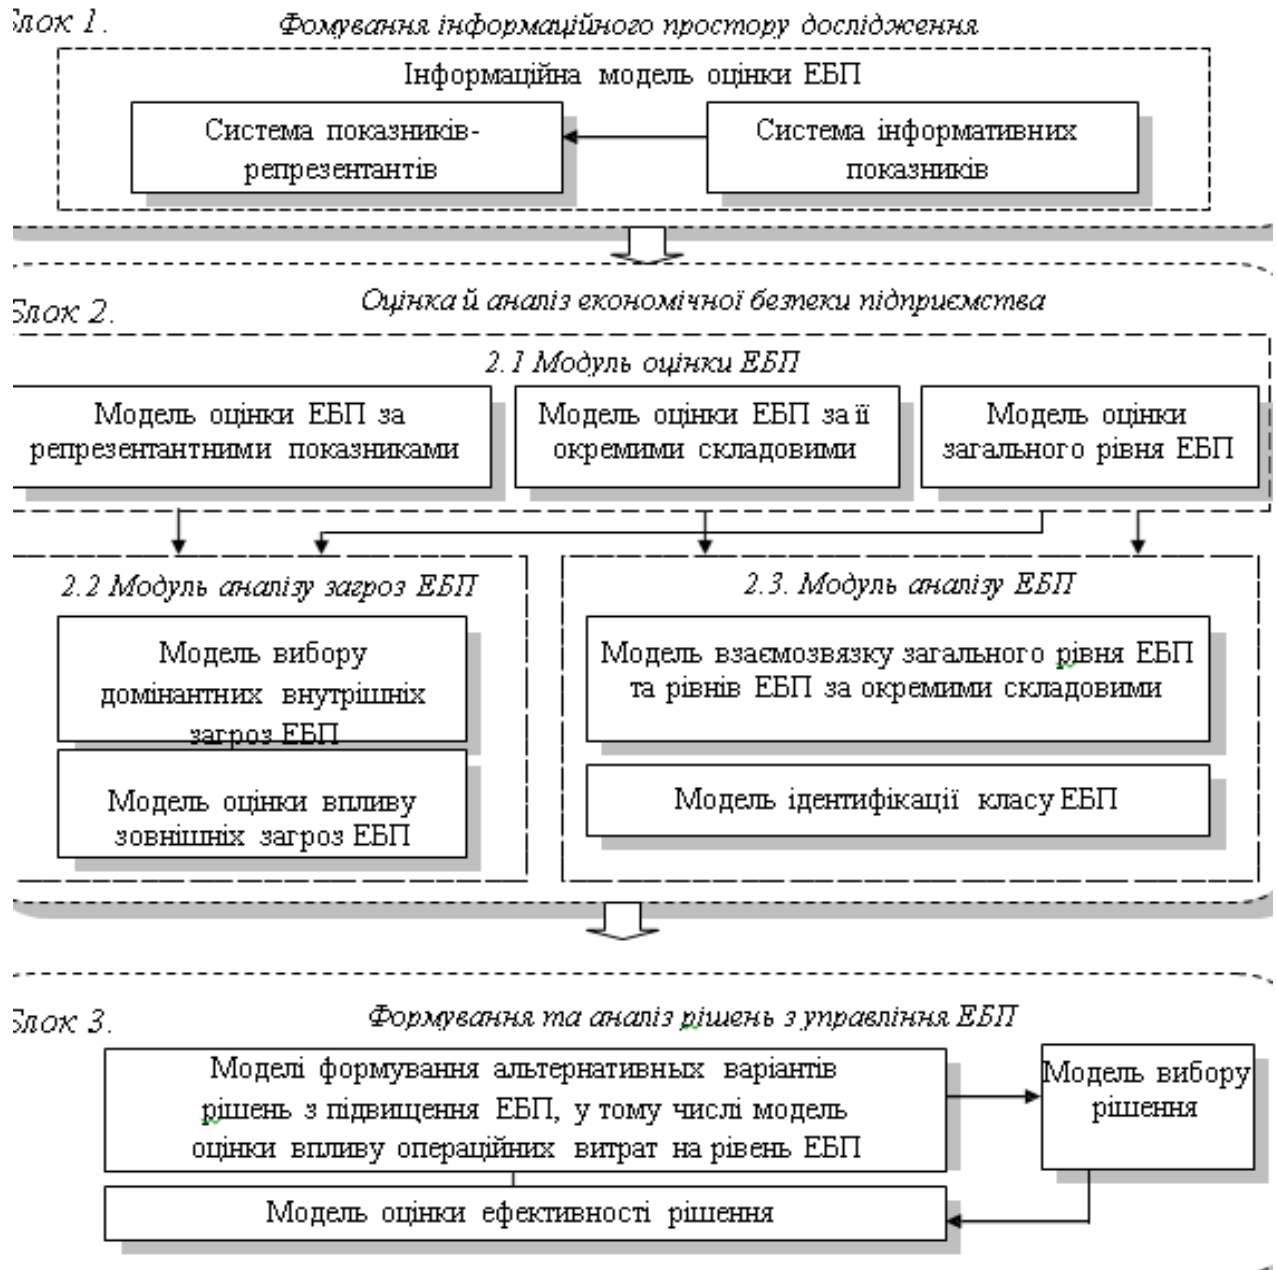 Блок 1.
Фомування інформаційного простору дослідження
Інформаційна модель оцінки ЕБП
Система показників-
репрезентантів
Система інформативних
показників
Блок 2.
Оцінка й аналіз економічної безпеки підприємства
2.1 Модуль оцінки ЕБП
Модель оцінки ЕБП за
репрезентантними показниками
Модель оцінки ЕБП за її
окремими складовими
Модель оцінки
загального рівня ЕБП
2.2 Модуль аналізу загроз ЕБП
Модель вибору
домінантних внутрішніх
загроз ЕБП
Модель оцінки впливу
зовнішніх загроз ЕБП
2.3. Модуль аналізу ЕБП
Модель взаємозвязку загального рівня ЕБП
та рівнів ЕБП за окремими складовими
Модель ідентифікації класу ЕБП
Блок 3.
Формування та аналіз рішень з управління ЕБП
Моделі формування альтернативных варіантів
рішень з підвищення ЕБП, у тому числі модель
оцінки впливу операційних витрат на рівень ЕБП
Модель вибору
рішення
Модель оцінки ефективності рішення